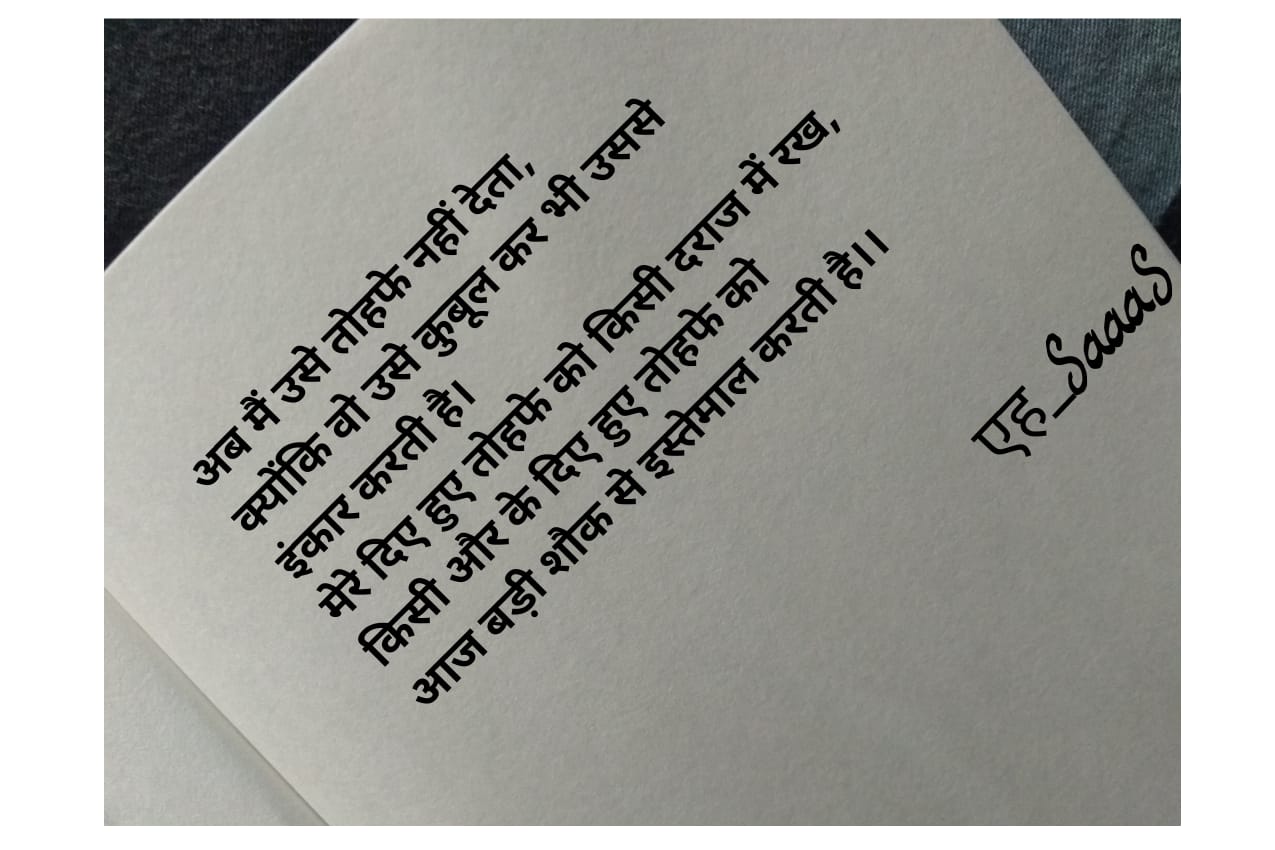 अब मैं उसे तोहफे नहीं देता,
क्योंकि वो उसे कुबूल कर भी उससे
इंकार करती है।
मेरे दिए हुए तोहफे को किसी दराज में रख,
किसी और के दिए हुए तोहफे को
आज बड़ी शौक से इस्तेमाल करती है।।
एह_SaaaS